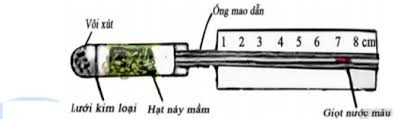 Vôi xút
Ống mao dẫn
1 2 3 4 5 6 7 8 cm
Lưới kim loại
Hạt nảy mầm
Giọt nước màu